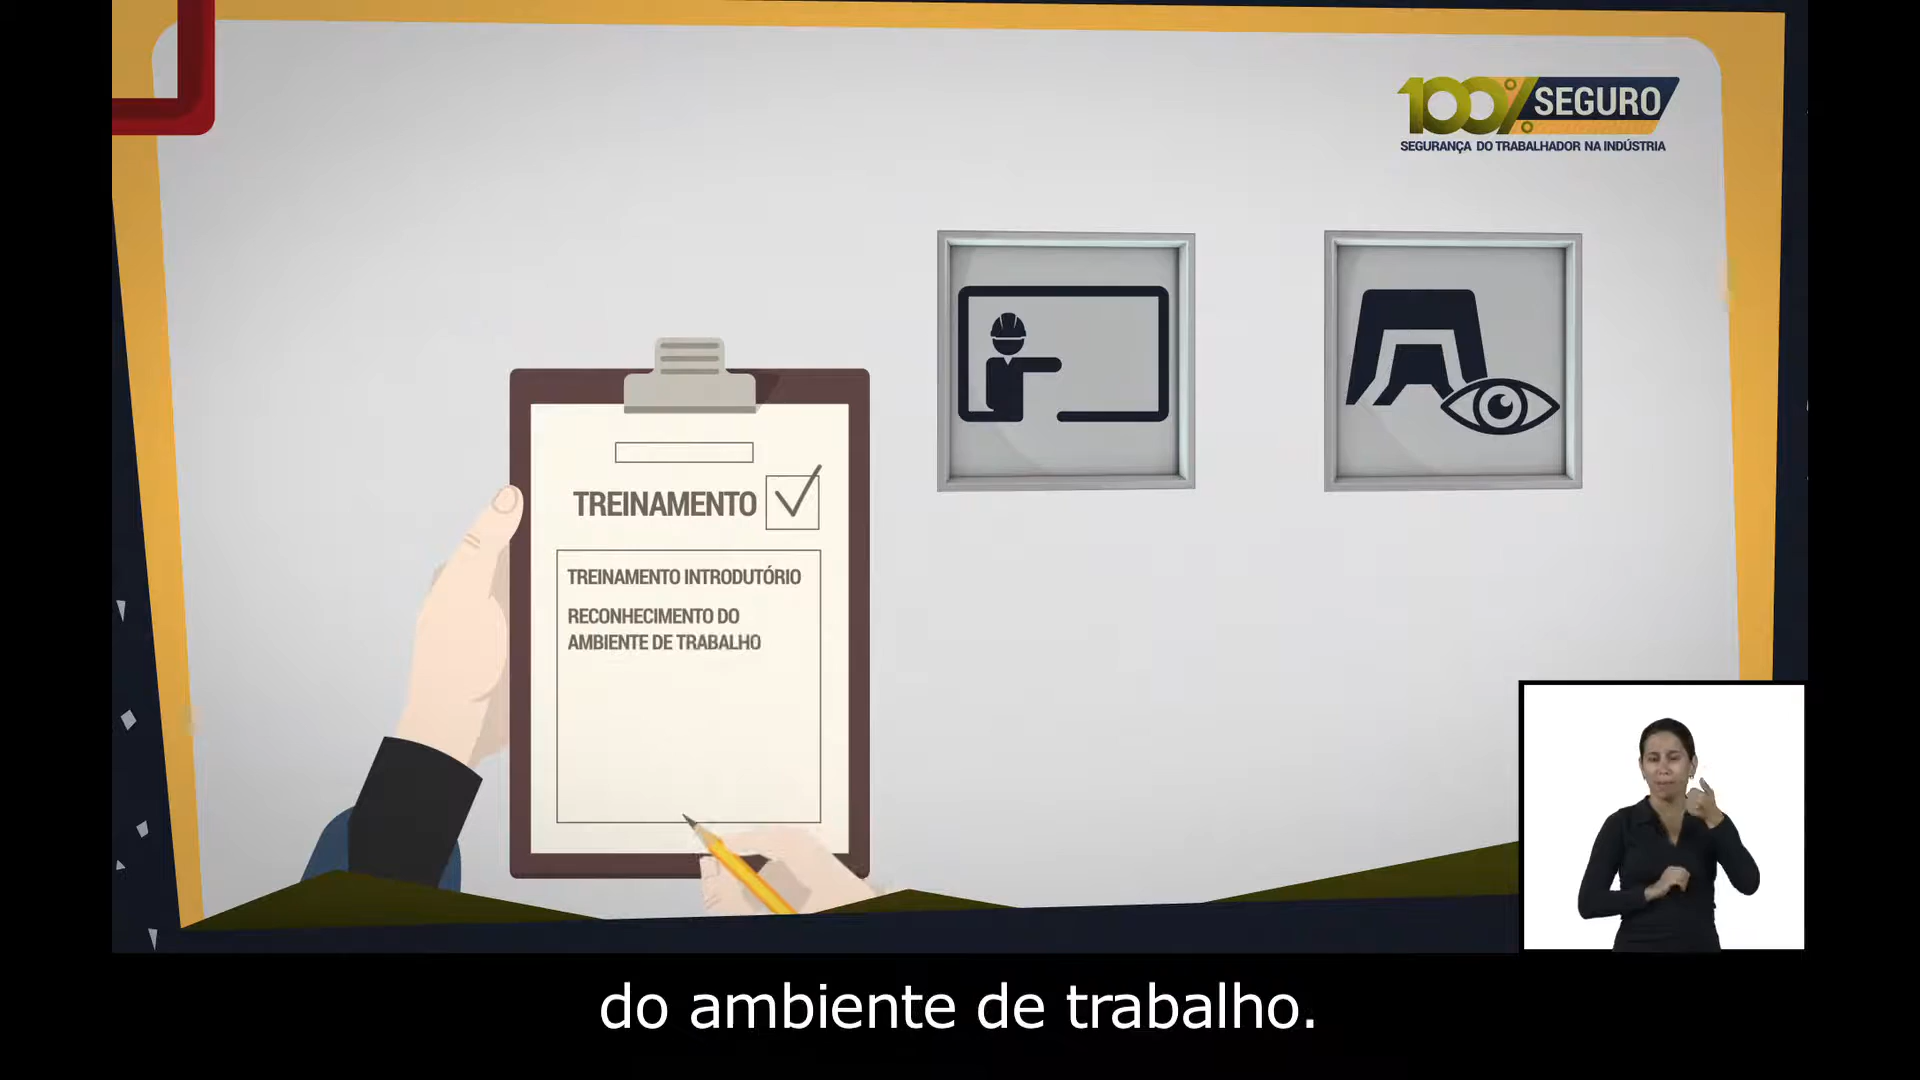 100% SEGURO
SEGURANÇA DO TRABALHADOR NA INDÚSTRIA
TREINAMENTO
TREINAMENTO INTRODUTÓRIO
RECONHECIMENTO DO
AMBIENTE DE TRABALHO
do ambiente de trabalho.